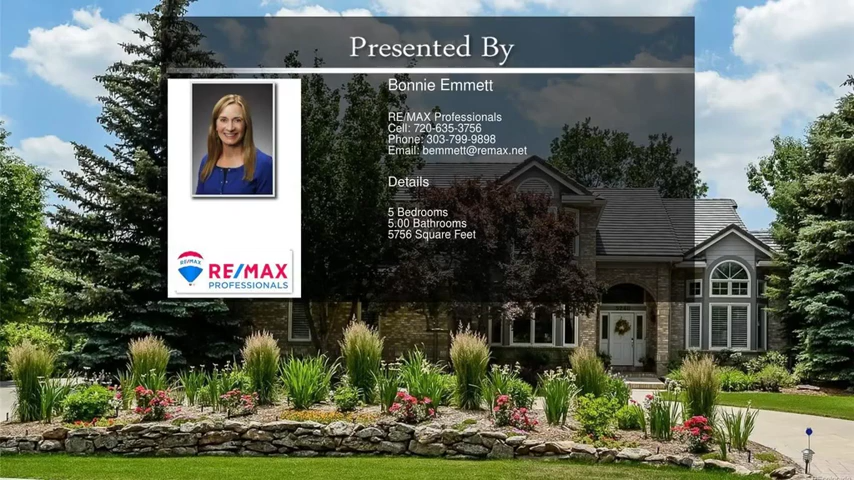 Presented By
Bonnie Emmett
RE/MAX Professionals
Cell: 720-635-3756
Phone: 303-799-9898
Email: bemmett@remax.net
Details
5 Bedrooms
5.00 Bathrooms
5756 Square Feet
RE/MAX
RE/MAX
PROFESSIONALS